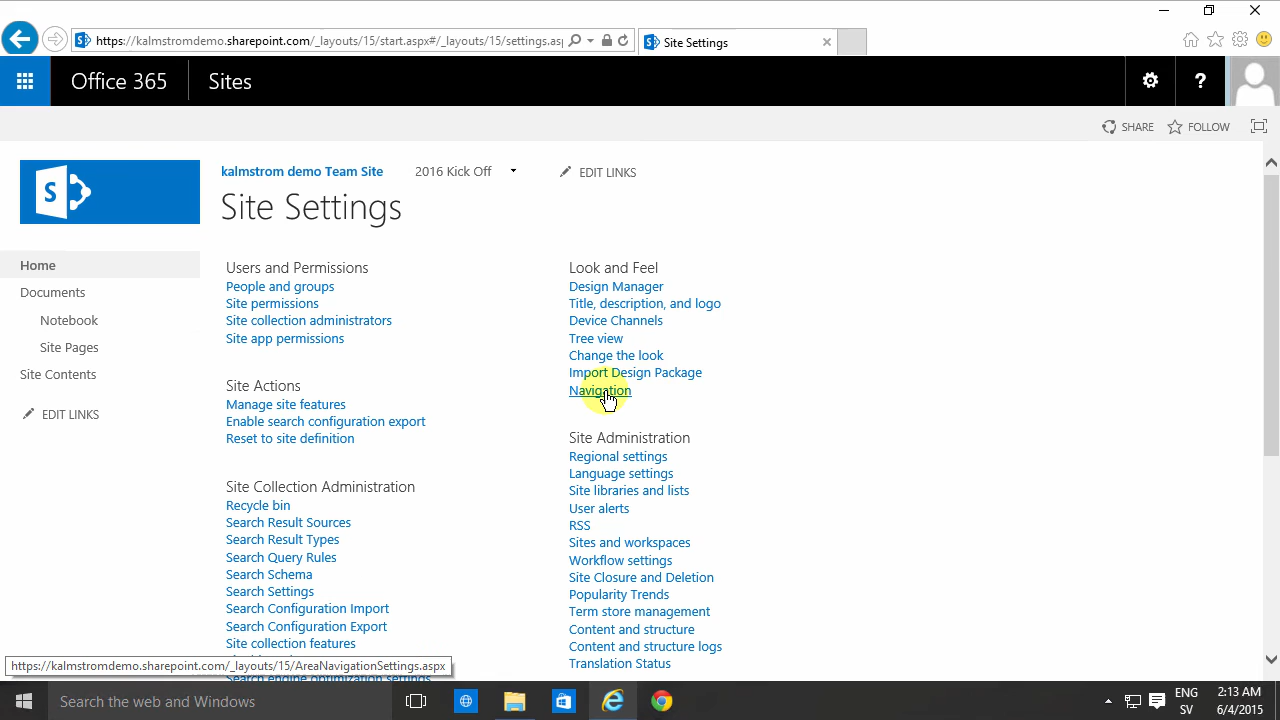 https://kalmstromdemo.sharepoint.com/_layouts/15/start.aspx#/_layouts/15/settings.as
Site Settings
Office 365
Sites
?
SHARE
FOLLOW
S
kalmstrom demo Team Site
2016 Kick Off
EDIT LINKS
Site Settings
Home
Documents
Notebook
Site Pages
Site Contents
EDIT LINKS
Users and Permissions
People and groups
Site permissions
Site collection administrators
Site app permissions
Site Actions
Manage site features
Enable search configuration export
Reset to site definition
Site Collection Administration
Recycle bin
Search Result Sources
Search Result Types
Search Query Rules
Search Schema
Search Settings
Search Configuration Import
Search Configuration Export
Site collection features
Search engine optimization settings
Look and Feel
Design Manager
Title, description, and logo
Device Channels
Tree view
Change the look
Import Design Package
Navigation
Site Administration
Regional settings
Language settings
Site libraries and lists
User alerts
RSS
Sites and workspaces
Workflow settings
Site Closure and Deletion
Popularity Trends
Term store management
Content and structure
Content and structure logs
Translation Status
https://kalmstromdemo.sharepoint.com/_layouts/15/AreaNavigationSettings.aspx
Search the web and Windows
ENG
SV
2:13 AM
6/4/2015